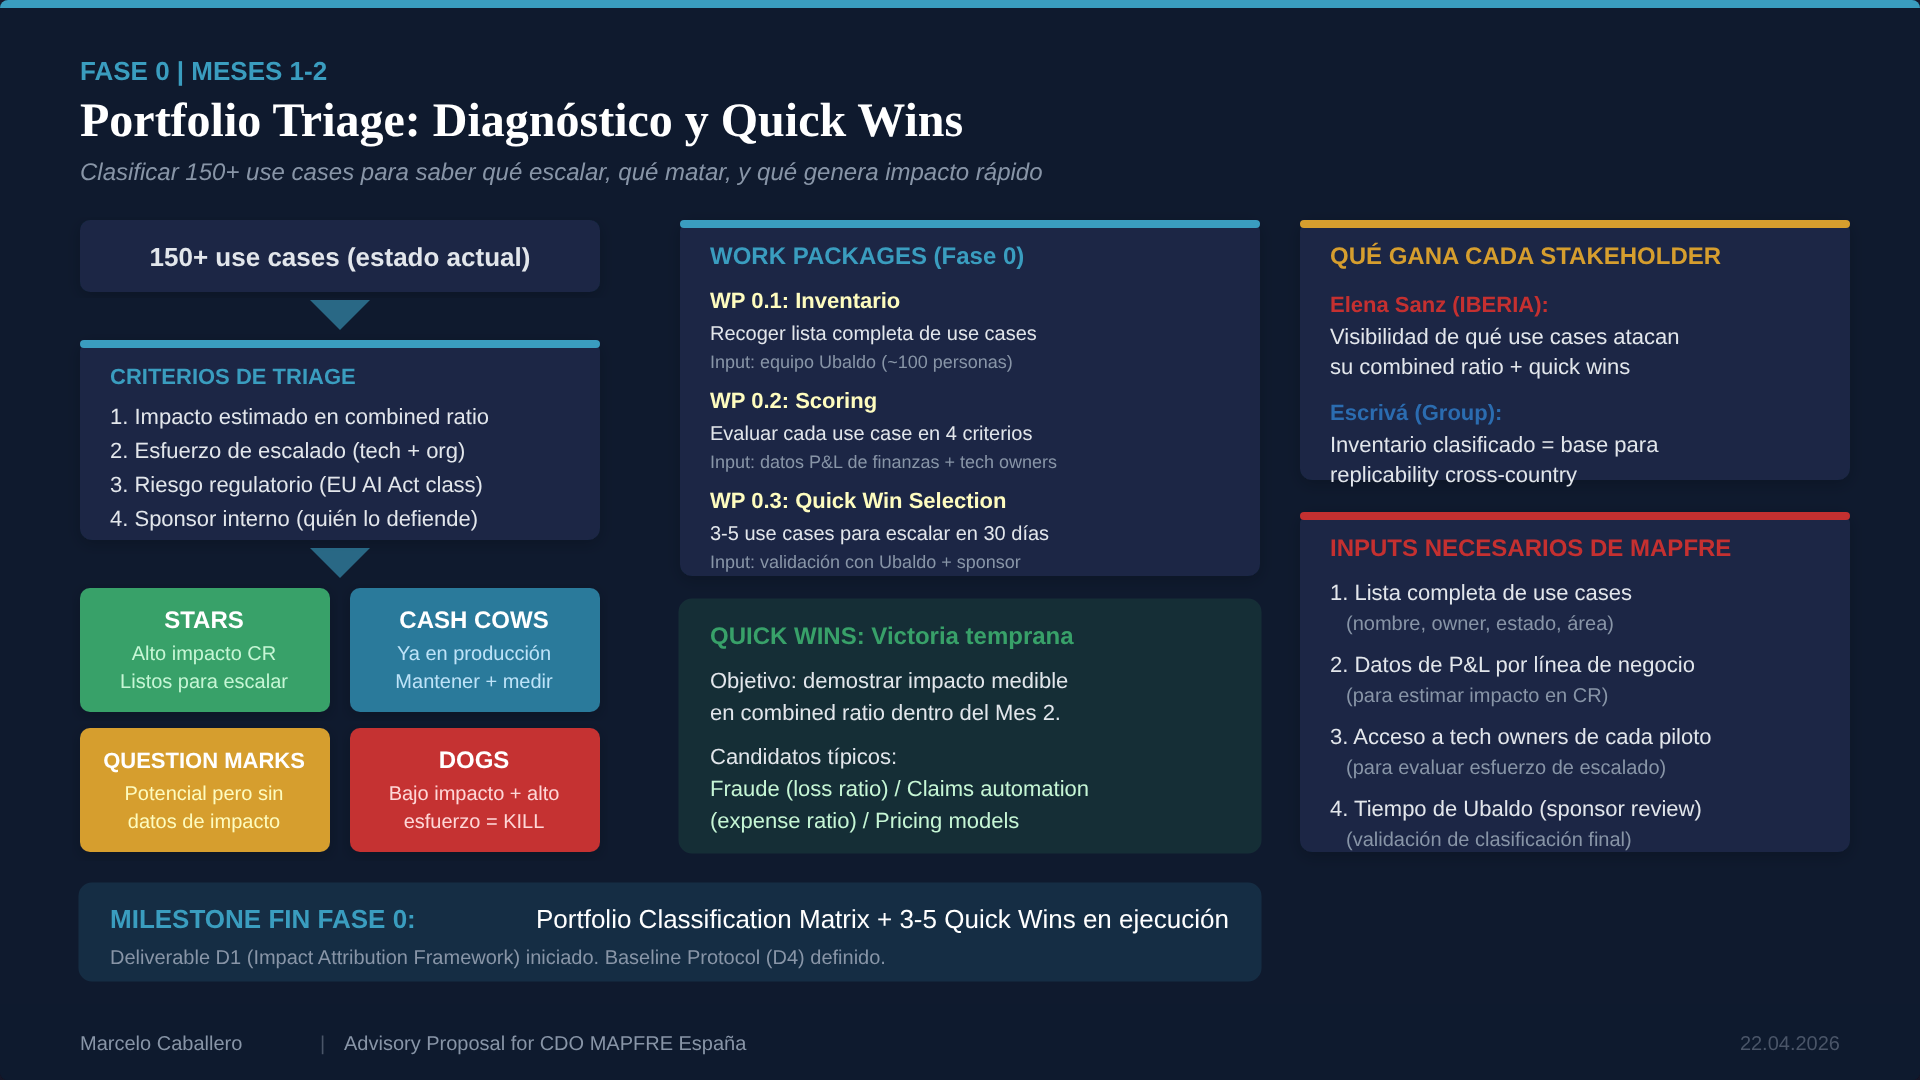 FASE 0 | MESES 1-2
Portfolio Triage: Diagnóstico y Quick Wins
Clasificar 150+ use cases para saber qué escalar, qué matar, y qué genera impacto rápido
150+ use cases (estado actual)
CRITERIOS DE TRIAGE
1. Impacto estimado en combined ratio
2. Esfuerzo de escalado (tech + org)
3. Riesgo regulatorio (EU AI Act class)
4. Sponsor interno (quién lo defiende)
STARS
Alto impacto CR
Listos para escalar
CASH COWS
Ya en producción
Mantener + medir
QUESTION MARKS
Potencial pero sin
datos de impacto
DOGS
Bajo impacto + alto
esfuerzo = KILL
WORK PACKAGES (Fase 0)
WP 0.1: Inventario
Recoger lista completa de use cases
Input: equipo Ubaldo (~100 personas)
WP 0.2: Scoring
Evaluar cada use case en 4 criterios
Input: datos P&L de finanzas + tech owners
WP 0.3: Quick Win Selection
3-5 use cases para escalar en 30 días
Input: validación con Ubaldo + sponsor
QUICK WINS: Victoria temprana
Objetivo: demostrar impacto medible
en combined ratio dentro del Mes 2.
Candidatos típicos:
Fraude (loss ratio) / Claims automation
(expense ratio) / Pricing models
QUÉ GANA CADA STAKEHOLDER
Elena Sanz (IBERIA):
Visibilidad de qué use cases atacan
su combined ratio + quick wins
Escrivá (Group):
Inventario clasificado = base para
replicability cross-country
INPUTS NECESARIOS DE MAPFRE
1. Lista completa de use cases
(nombre, owner, estado, área)
2. Datos de P&L por línea de negocio
(para estimar impacto en CR)
3. Acceso a tech owners de cada piloto
(para evaluar esfuerzo de escalado)
4. Tiempo de Ubaldo (sponsor review)
(validación de clasificación final)
MILESTONE FIN FASE 0: Portfolio Classification Matrix + 3-5 Quick Wins en ejecución
Deliverable D1 (Impact Attribution Framework) iniciado. Baseline Protocol (D4) definido.
Marcelo Caballero | Advisory Proposal for CDO MAPFRE España
22.04.2026